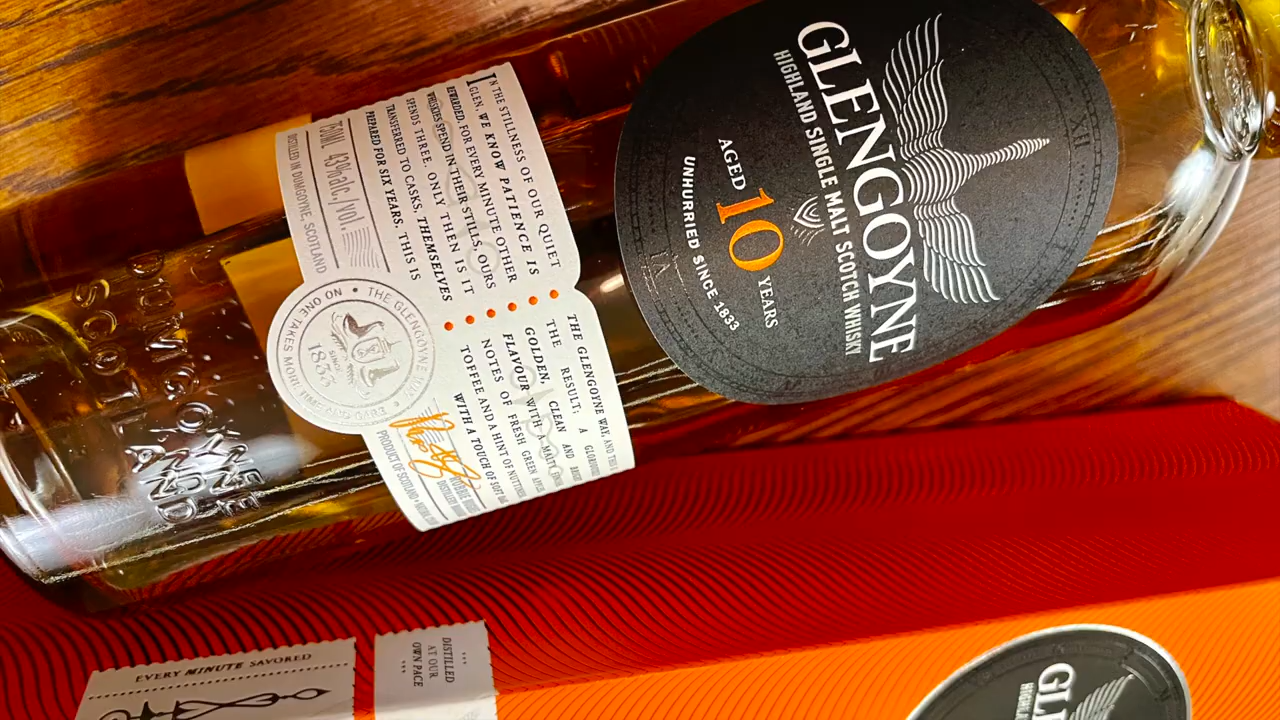 GLENGOYNE
HIGHLAND SINGLE MALT SCOTCH WHISKY
AGED 10 YEARS
UNHURRIED SINCE 1833
XII
IN THE STILLNESS OF OUR QUIET
GLEN, WE KNOW PATIENCE IS
REWARDED. FOR EVERY MINUTE OTHER
WHISKIES SPEND IN THEIR STILLS, OURS
SPENDS THREE. ONLY THEN IS IT
TRANSFERRED TO CASKS, THEMSELVES
PREPARED FOR SIX YEARS. THIS IS
THE GLENGOYNE WAY, AND
THE RESULT: A
GOLDEN, CLEAN AND
FLAVOUR WITH A MALTY
NOTES OF FRESH GREEN
TOFFEE AND A HINT OF
WITH A TOUCH OF SOFT
750ML 43%alc./vol.
DISTILLED IN DUMGOYNE, SCOTLAND
THE GLENGOYNE
ONE TAKES MORE TIME AND CARE
SINCE
1833
PRODUCT OF SCOTLAND
SCOTLAND
EVERY MINUTE SAVORED
DISTILLED
AT OUR
OWN PACE
GL
HIGH